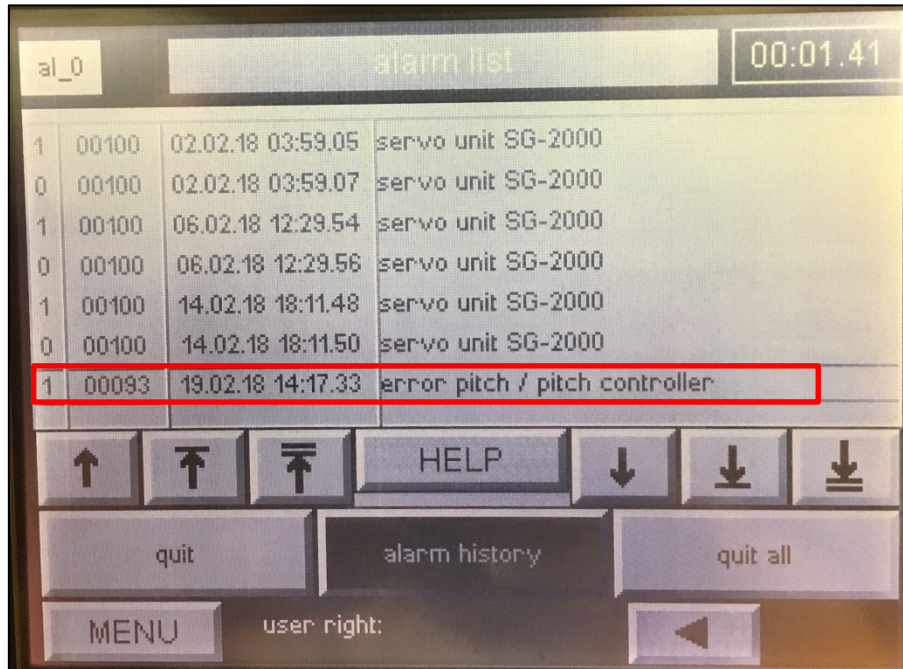 al_0 alarm list 00:01.41
1 00100 02.02.18 03:59.05 servo unit SG-2000
0 00100 02.02.18 03:59.07 servo unit SG-2000
1 00100 06.02.18 12:29.54 servo unit SG-2000
0 00100 06.02.18 12:29.56 servo unit SG-2000
1 00100 14.02.18 18:11.48 servo unit SG-2000
0 00100 14.02.18 18:11.50 servo unit SG-2000
1 00093 19.02.18 14:17.33 error pitch / pitch controller
HELP
quit alarm history quit all
MENU user right: